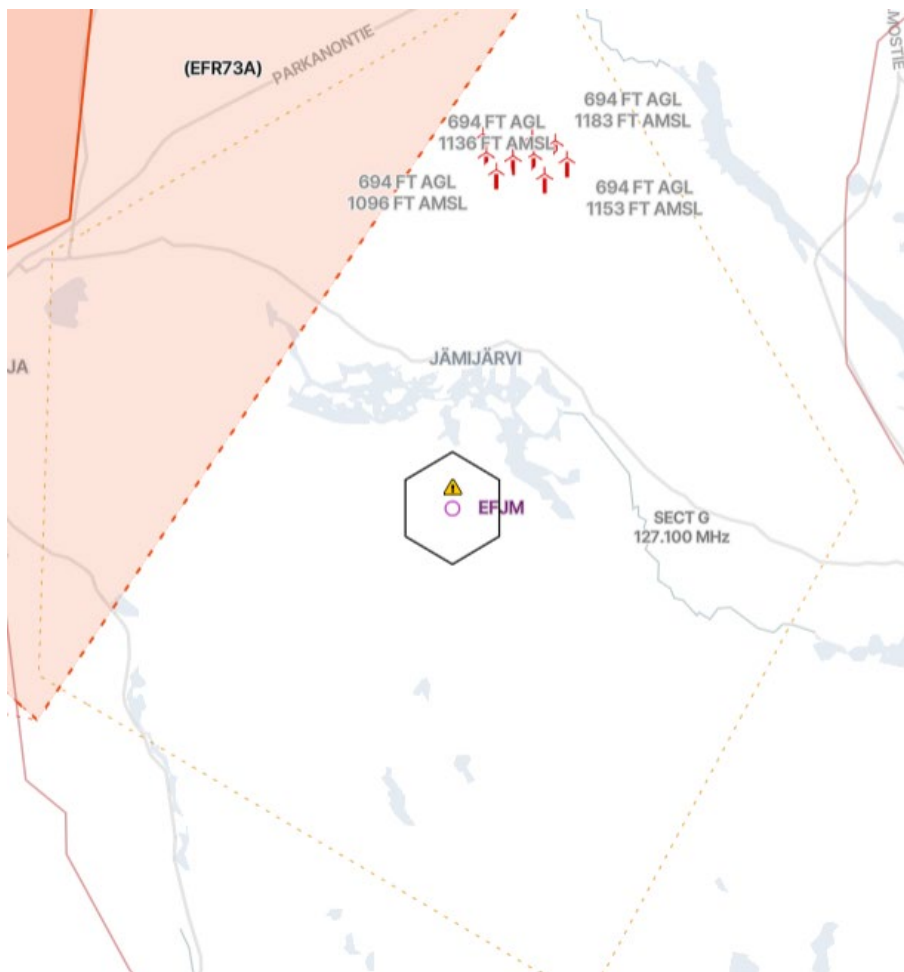 MOSTIE
PARKANONTIE
(EFR73A)
694 FT AGL
1183 FT AMSL
694 FT AGL
1136 FT AMSL
694 FT AGL
1096 FT AMSL
694 FT AGL
1153 FT AMSL
JÄMIJÄRVI
JA
EFJM
SECT G
127.100 MHz